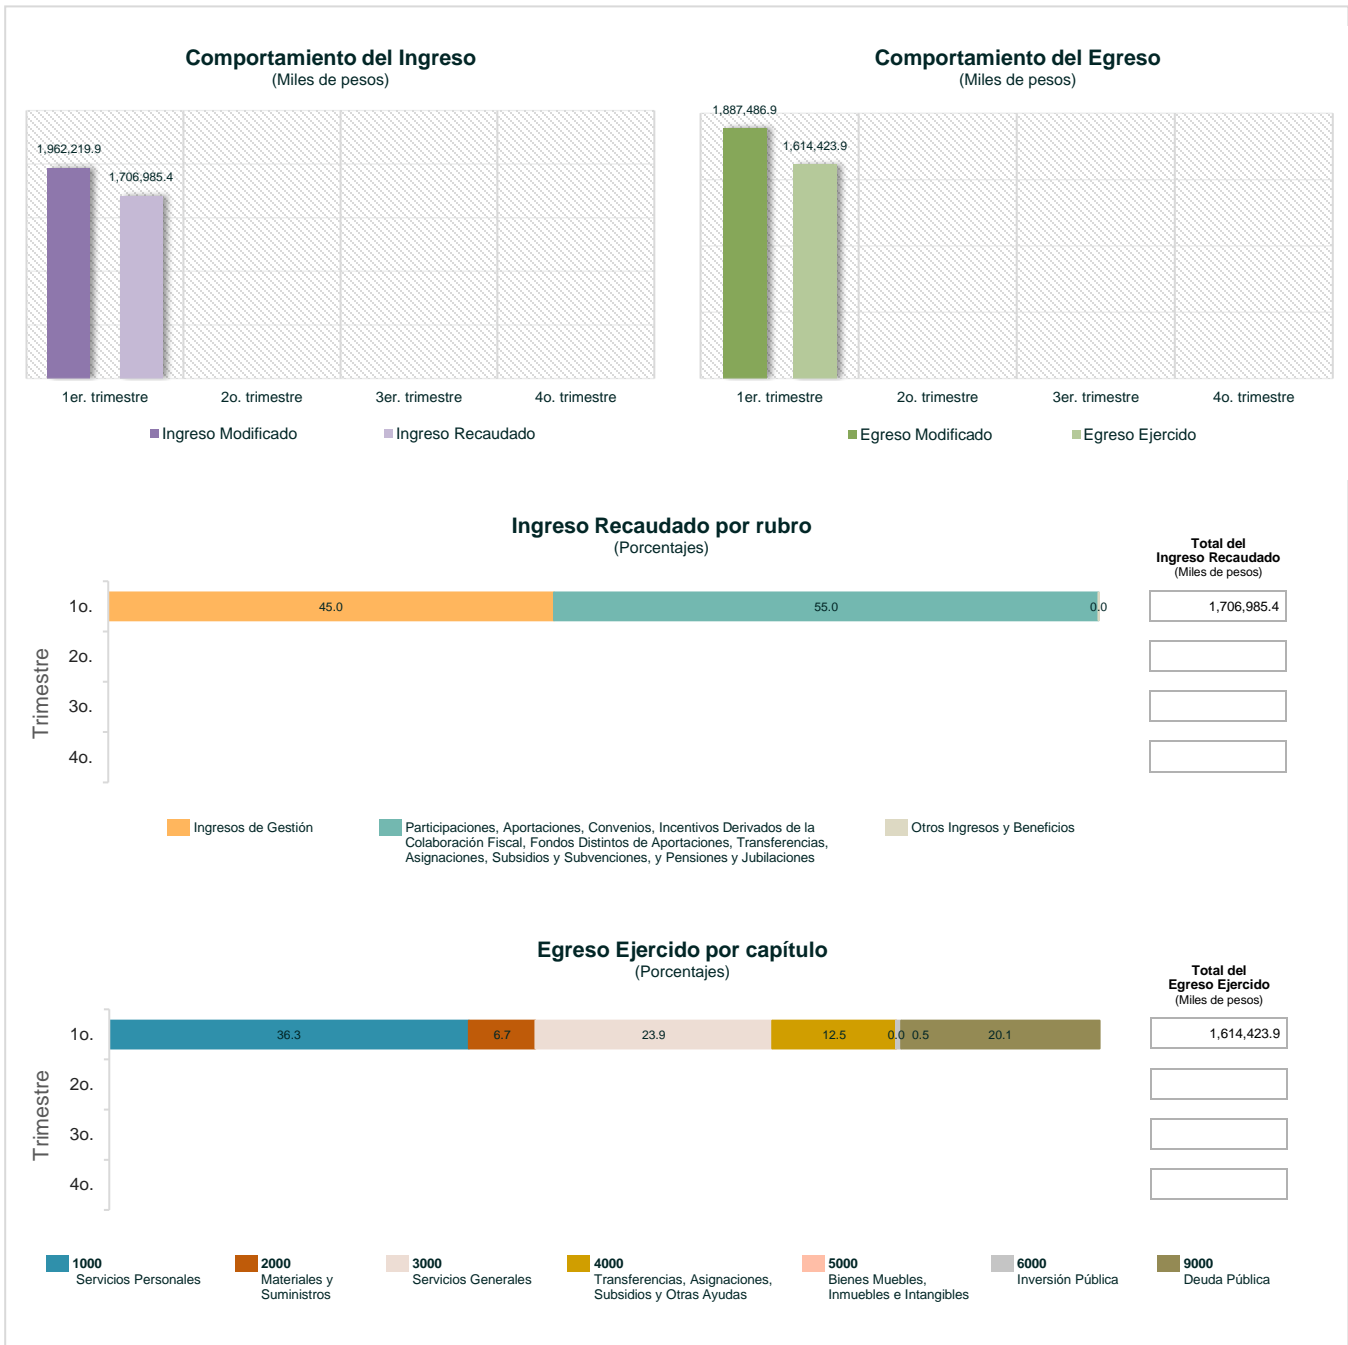 Comportamiento del Ingreso
(Miles de pesos)
1,962,219.9
1,706,985.4
1er. trimestre
2o. trimestre
3er. trimestre
4o. trimestre
Ingreso Modificado
Ingreso Recaudado
Comportamiento del Egreso
(Miles de pesos)
1,887,486.9
1,614,423.9
1er. trimestre
2o. trimestre
3er. trimestre
4o. trimestre
Egreso Modificado
Egreso Ejercido
Ingreso Recaudado por rubro
(Porcentajes)
Total del
Ingreso Recaudado
(Miles de pesos)
Trimestre
1o.
45.0
55.0
0.0
1,706,985.4
2o.
3o.
4o.
Ingresos de Gestión
Participaciones, Aportaciones, Convenios, Incentivos Derivados de la
Colaboración Fiscal, Fondos Distintos de Aportaciones, Transferencias,
Asignaciones, Subsidios y Subvenciones, y Pensiones y Jubilaciones
Otros Ingresos y Beneficios
Egreso Ejercido por capítulo
(Porcentajes)
Total del
Egreso Ejercido
(Miles de pesos)
Trimestre
1o.
36.3
6.7
23.9
12.5
0.0
0.5
20.1
1,614,423.9
2o.
3o.
4o.
1000
Servicios Personales
2000
Materiales y
Suministros
3000
Servicios Generales
4000
Transferencias, Asignaciones,
Subsidios y Otras Ayudas
5000
Bienes Muebles,
Inmuebles e Intangibles
6000
Inversión Pública
9000
Deuda Pública